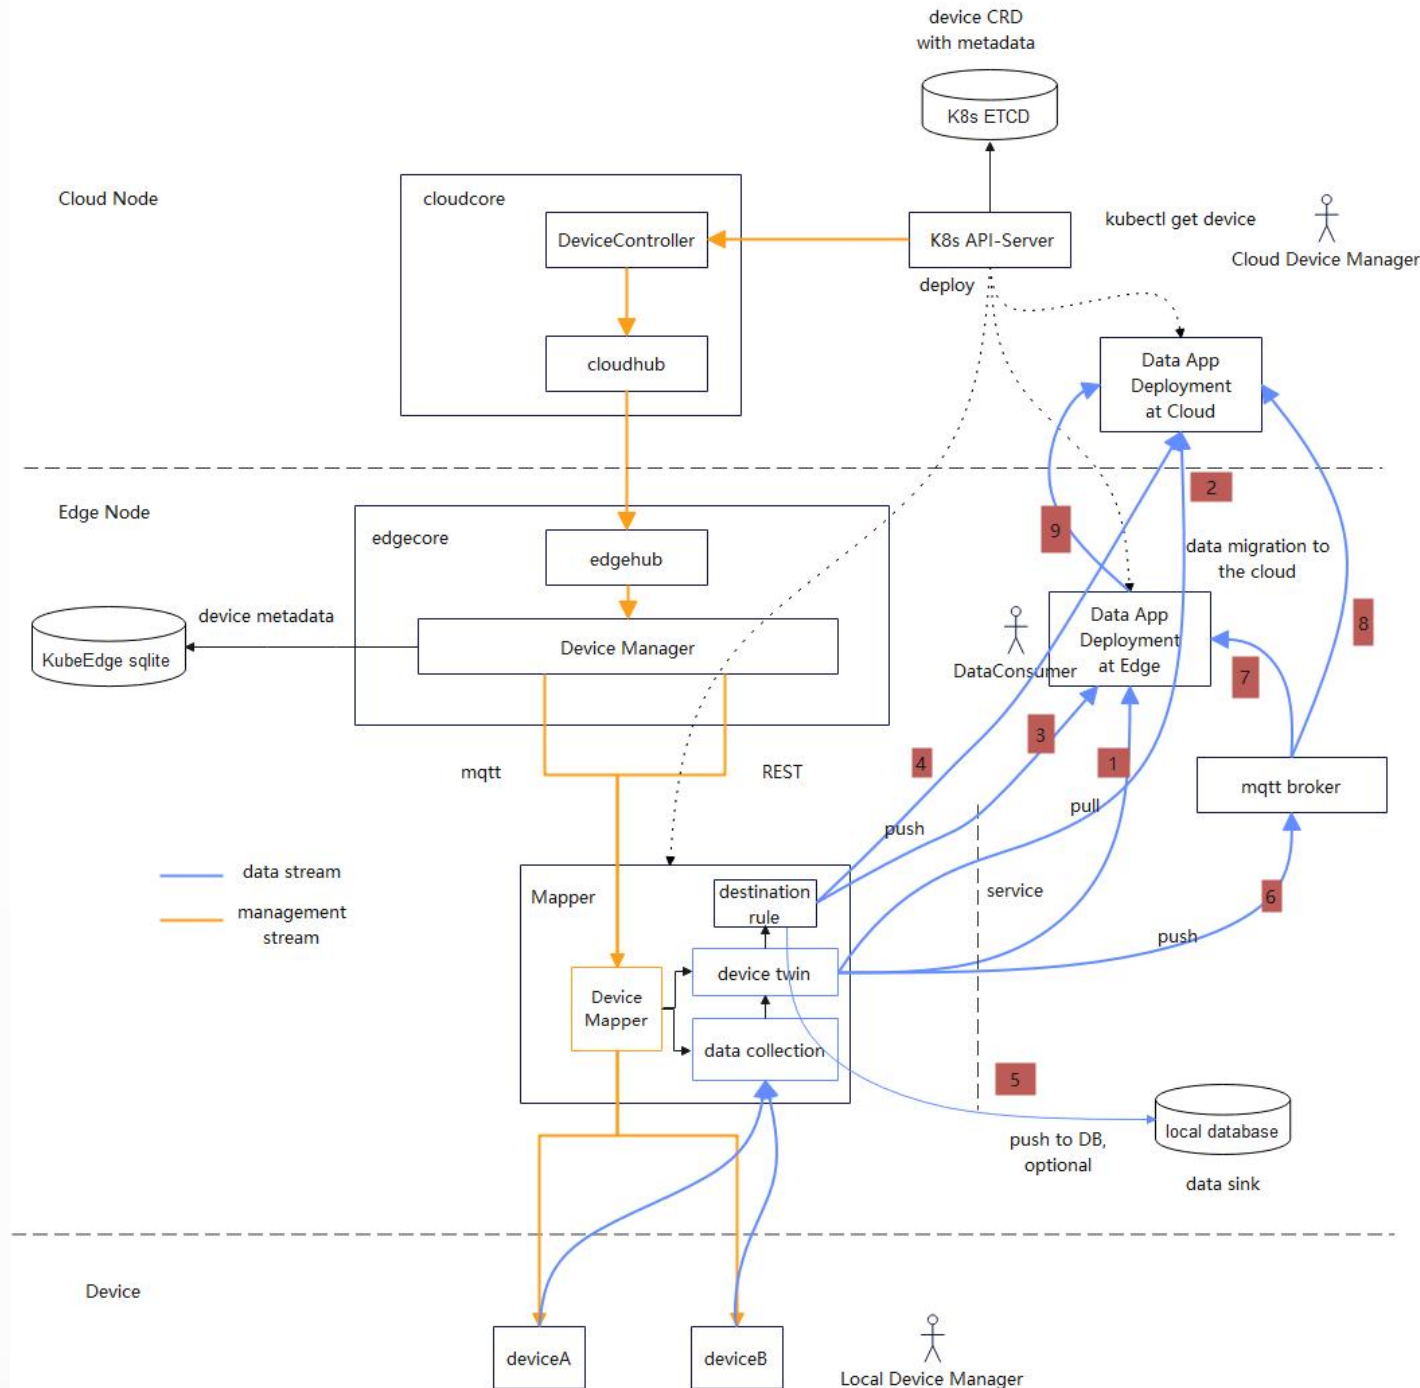 device CRD
with metadata
K8s ETCD
Cloud Node
cloudcore
DeviceController
K8s API-Server
kubectl get device
Cloud Device Manager
deploy
cloudhub
Data App
Deployment
at Cloud
2
Edge Node
edgecore
9
edgehub
data migration to
the cloud
device metadata
KubeEdge sqlite
Device Manager
DataConsumer
Data App
Deployment
at Edge
8
7
3
4
1
mqtt
REST
mqtt broker
pull
push
data stream
management
stream
Mapper
destination
rule
service
6
push
device twin
Device
Mapper
data collection
5
local database
push to DB,
optional
data sink
Device
deviceA
deviceB
Local Device Manager